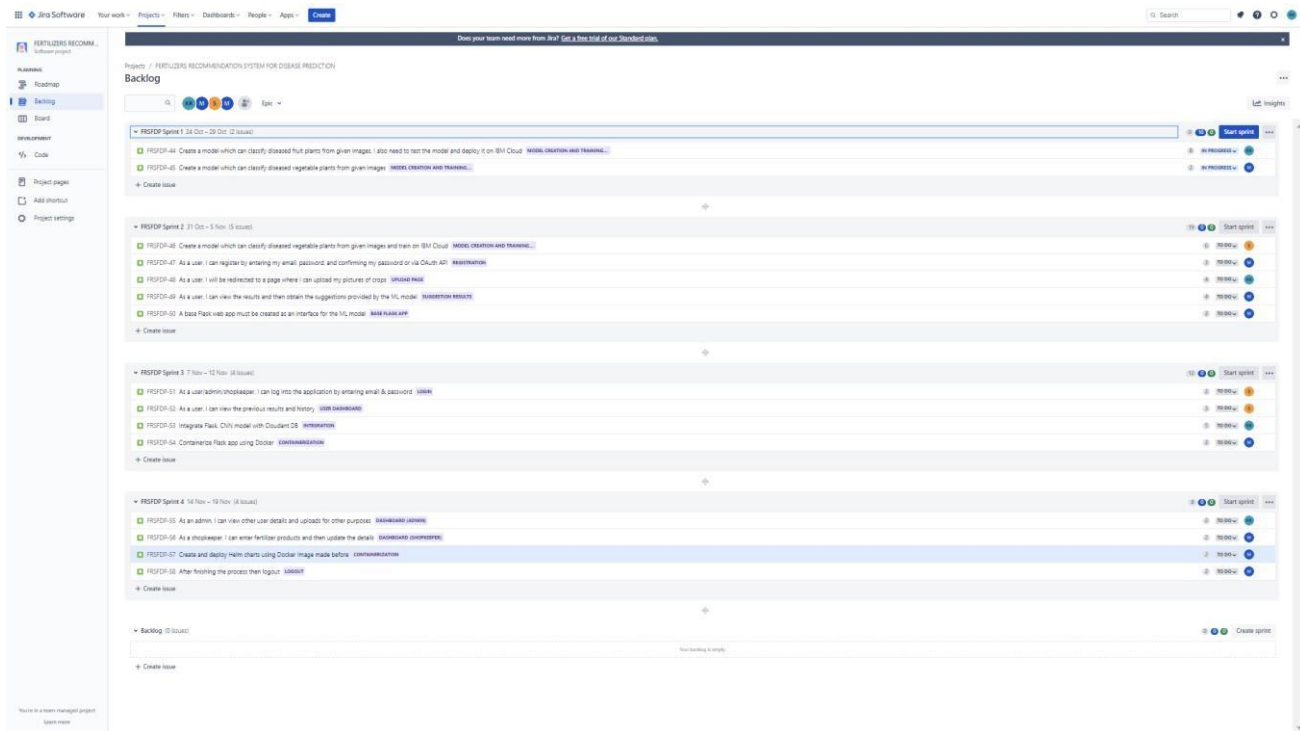 Jira Software Your work Projects Filters Dashboards People Apps Create Search
FERTILIZERS RECOMM...
Software project
PLANNING
Roadmap
Backlog
Board
DEVELOPMENT
Code
Project pages
Add shortcut
Project settings
You're in a team-managed project
Learn more
Does your team need more from Jira? Get a free trial of our Standard plan.
Projects / FERTILIZERS RECOMMENDATION SYSTEM FOR DISEASE PREDICTION
Backlog
KK M S M Epic Insights
FRSFDP Sprint 1 24 Oct – 29 Oct (2 issues) 10 0 Start sprint
FRSFDP-44 Create a model which can classify diseased fruit plants from given images. I also need to test the model and deploy it on IBM Cloud MODEL CREATION AND TRAINING... IN PROGRESS KK
FRSFDP-45 Create a model which can classify diseased vegetable plants from given images MODEL CREATION AND TRAINING... IN PROGRESS M
+ Create issue
FRSFDP Sprint 2 31 Oct – 5 Nov (5 issues) 0 0 Start sprint
Create a model which can classify diseased vegetable plants from given images and train on IBM Cloud MODEL CREATION AND TRAINING... TO DO S
FRSFDP-47 As a user, I can register by entering my email, password, and confirming my password or via OAuth API REGISTRATION TO DO M
FRSFDP-48 As a user, I will be redirected to a page where I can upload my pictures of crops UPLOAD PAGE TO DO KK
FRSFDP-49 As a user, I can view the results and then obtain the suggestions provided by the ML model SUGGESTION RESULTS TO DO M
FRSFDP-50 A base Flask web app must be created as an interface for the ML model BASE FLASK APP TO DO M
+ Create issue
FRSFDP Sprint 3 7 Nov – 12 Nov (4 issues) 12 0 0 Start sprint
FRSFDP-51 As a user/admin/shopkeeper, I can log into the application by entering email & password LOGIN TO DO S
FRSFDP-52 As a user, I can view the previous results and history USER DASHBOARD TO DO S
FRSFDP-53 Integrate Flask, CNN model with Cloudant DB INTEGRATION TO DO KK
FRSFDP-54 Containerize Flask app using Docker CONTAINERIZATION TO DO M
+ Create issue
FRSFDP Sprint 4 14 Nov – 19 Nov (4 issues) 0 0 Start sprint
FRSFDP-55 As an admin, I can view other user details and uploads for other purposes DASHBOARD (ADMIN) TO DO KK
As a shopkeeper, I can enter fertilizer products and then update the details DASHBOARD (SHOPKEEPER) TO DO M
FRSFDP-57 Create and deploy Helm charts using Docker Image made before CONTAINERIZATION TO DO M
FRSFDP-58 After finishing the process then logout LOGOUT TO DO M
+ Create issue
Backlog (0 issues) 0 0 Create sprint
Your backlog is empty.
+ Create issue